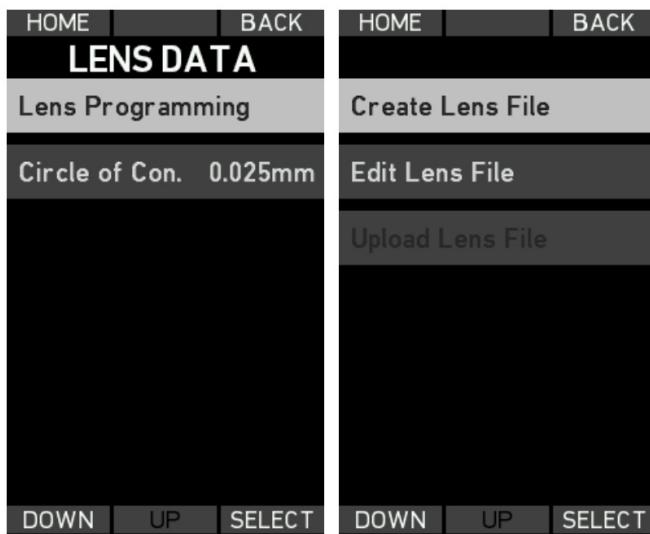 HOME BACK
LENS DATA
Lens Programming
Circle of Con. 0.025mm
DOWN UP SELECT
HOME BACK
Create Lens File
Edit Lens File
Upload Lens File
DOWN UP SELECT